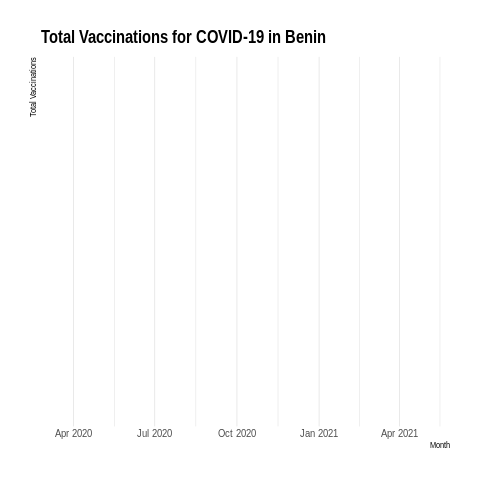 Total Vaccinations for COVID-19 in Benin
Total Vaccinations
Apr 2020 Jul 2020 Oct 2020 Jan 2021 Apr 2021
Month